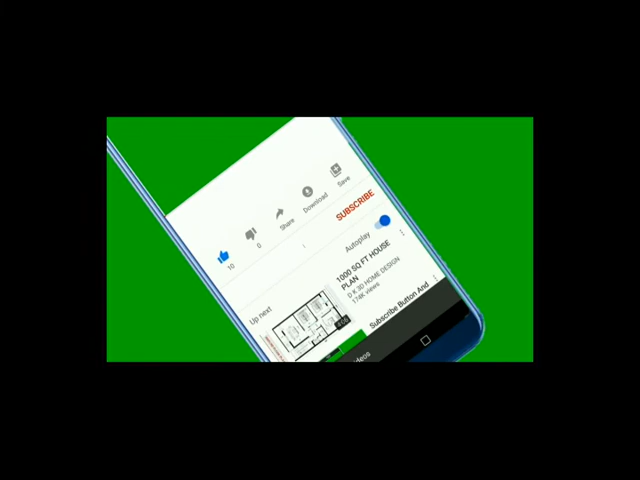 10
0
Share
Download
Save
SUBSCRIBE
Autoplay
Up next
1000 SQ FT HOUSE
PLAN
D K 3D HOME DESIGN
174K views
Subscribe Button And